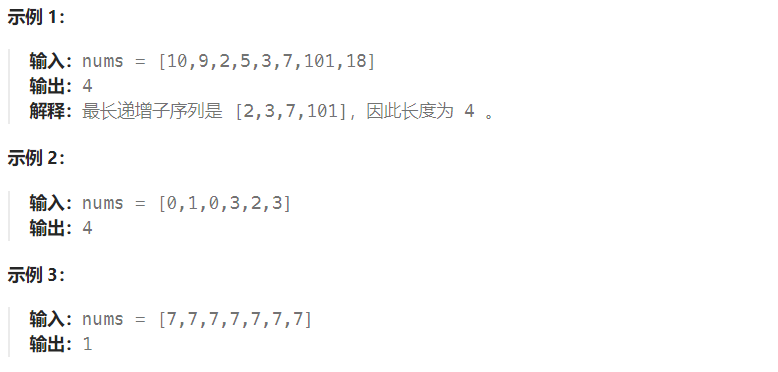 示例 1：
输入：nums = [10,9,2,5,3,7,101,18]
输出：4
解释：最长递增子序列是 [2,3,7,101]，因此长度为 4 。
示例 2：
输入：nums = [0,1,0,3,2,3]
输出：4
示例 3：
输入：nums = [7,7,7,7,7,7,7]
输出：1